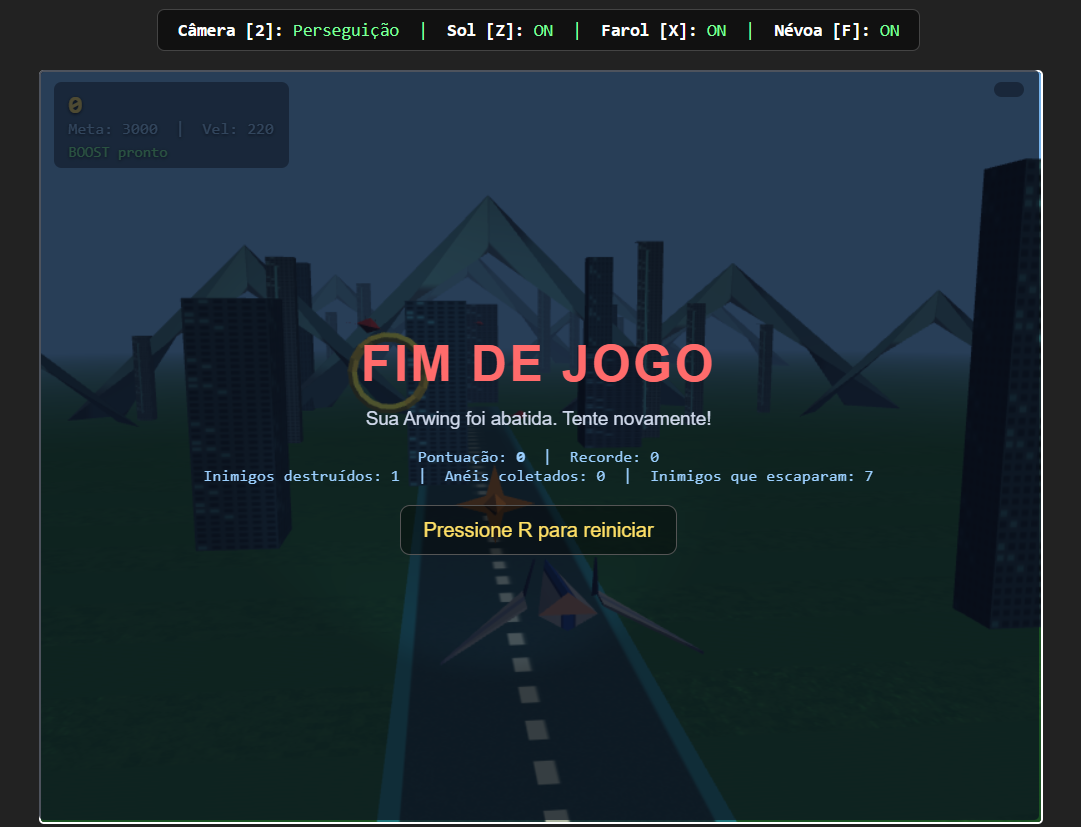 Câmera [2]: Perseguição | Sol [Z]: ON | Farol [X]: ON | Névoa [F]: ON
0
Meta: 3000 | Vel: 220
BOOST pronto
FIM DE JOGO
Sua Arwing foi abatida. Tente novamente!
Pontuação: 0 | Recorde: 0
Inimigos destruídos: 1 | Anéis coletados: 0 | Inimigos que escaparam: 7
Pressione R para reiniciar